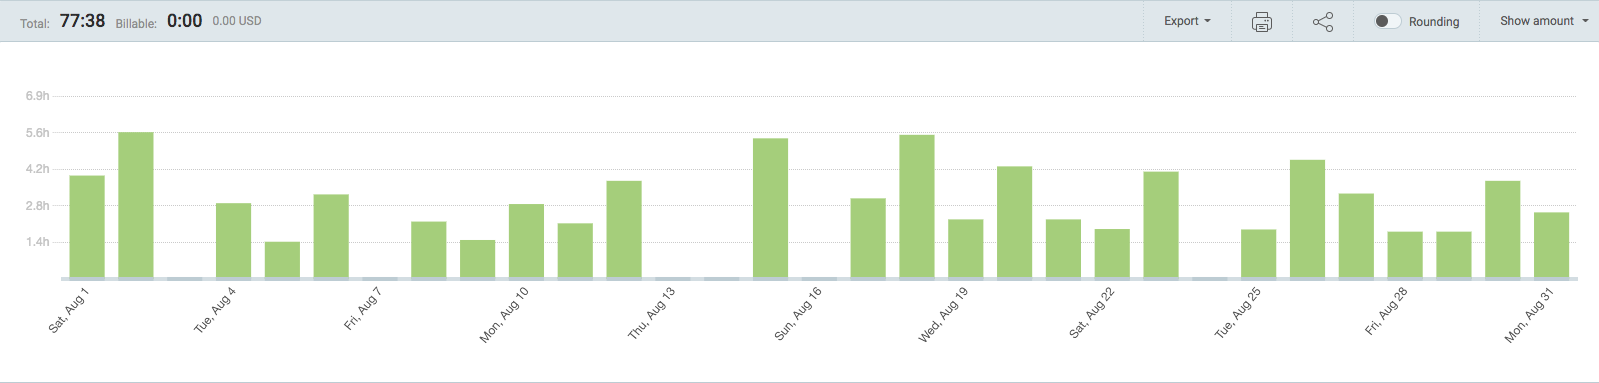 Total: 77:38 Billable: 0:00 0.00 USD Export Rounding Show amount
6.9h
5.6h
4.2h
2.8h
1.4h
Sat, Aug 1 Tue, Aug 4 Fri, Aug 7 Mon, Aug 10 Thu, Aug 13 Sun, Aug 16 Wed, Aug 19 Sat, Aug 22 Tue, Aug 25 Fri, Aug 28 Mon, Aug 31